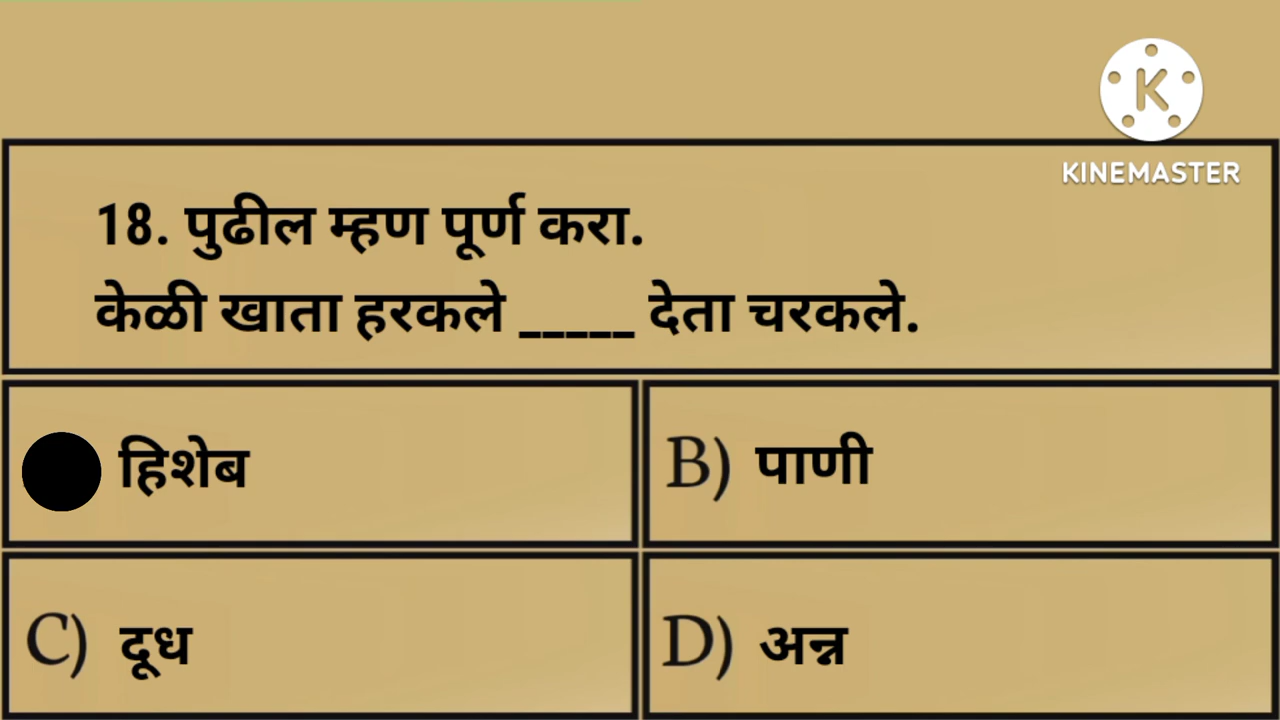 K
KINEMASTER
18. पुढील म्हण पूर्ण करा.
केळी खाता हरकले _____ देता चरकले.
हिशेब
B) पाणी
C) दूध
D) अन्न